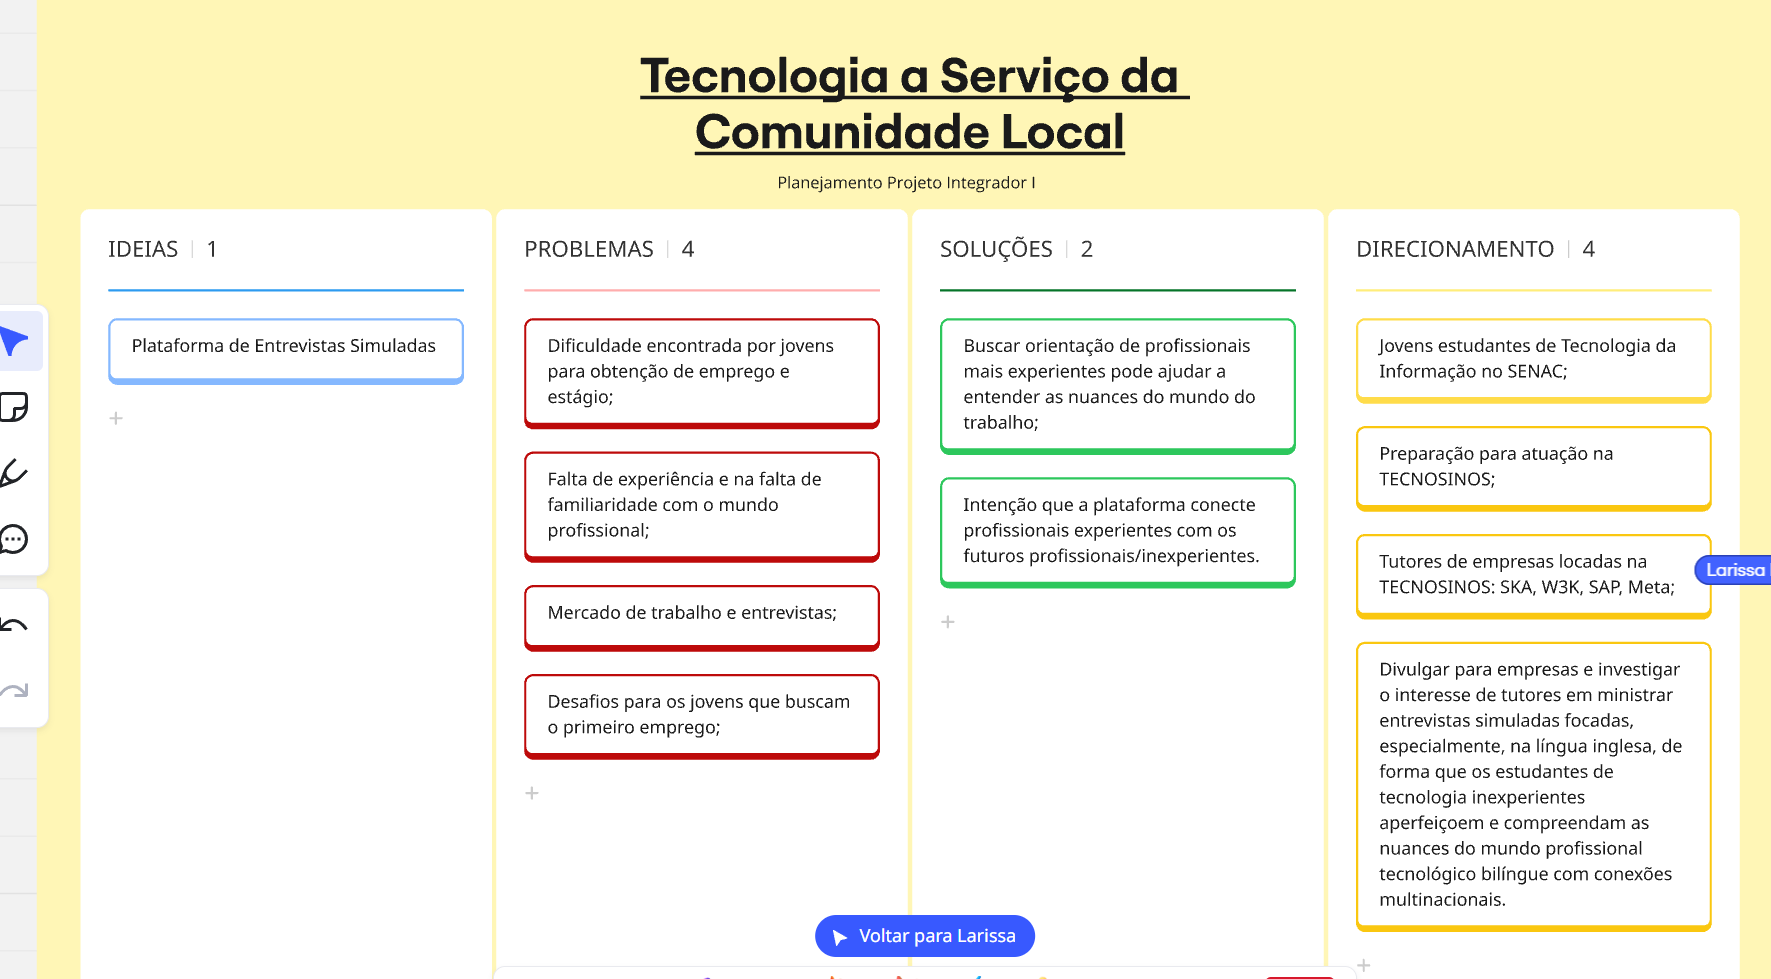 Tecnologia a Serviço da
Comunidade Local
Planejamento Projeto Integrador I
IDEIAS | 1
Plataforma de Entrevistas Simuladas
PROBLEMAS | 4
Dificuldade encontrada por jovens
para obtenção de emprego e
estágio;
Falta de experiência e na falta de
familiaridade com o mundo
profissional;
Mercado de trabalho e entrevistas;
Desafios para os jovens que buscam
o primeiro emprego;
SOLUÇÕES | 2
Buscar orientação de profissionais
mais experientes pode ajudar a
entender as nuances do mundo do
trabalho;
Intenção que a plataforma conecte
profissionais experientes com os
futuros profissionais/inexperientes.
DIRECIONAMENTO | 4
Jovens estudantes de Tecnologia da
Informação no SENAC;
Preparação para atuação na
TECNOSINOS;
Tutores de empresas locadas na
TECNOSINOS: SKA, W3K, SAP, Meta;
Larissa
Divulgar para empresas e investigar
o interesse de tutores em ministrar
entrevistas simuladas focadas,
especialmente, na língua inglesa, de
forma que os estudantes de
tecnologia inexperientes
aperfeiçoem e compreendam as
nuances do mundo profissional
tecnológico bilíngue com conexões
multinacionais.
Voltar para Larissa